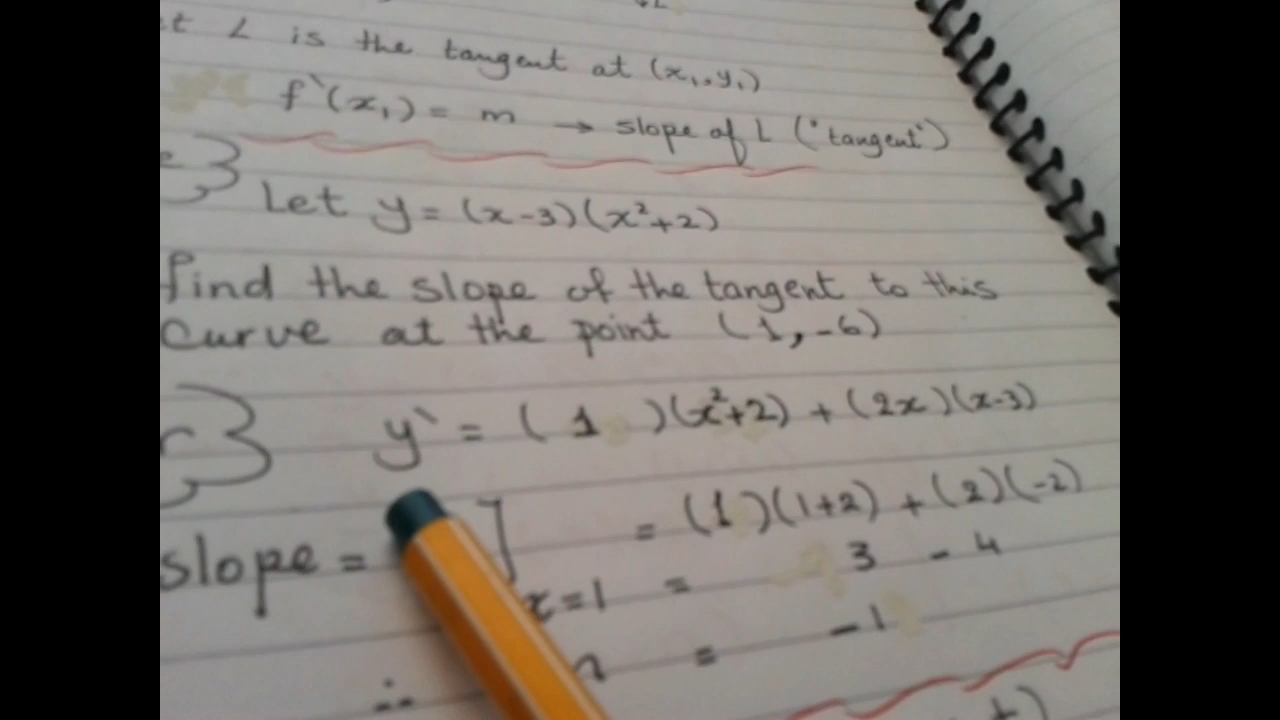 L is the tangent at (x₁,y₁)
f`(x₁) = m → slope of L ("tangent")
Let y = (x-3)(x²+2)
find the slope of the tangent to this
curve at the point (1,-6)
y` = ( 1 )(x²+2) + (2x)(x-3)
= (1)(1+2) + (2)(-2)
slope = ]x=1 = 3 - 4
∴ = -1